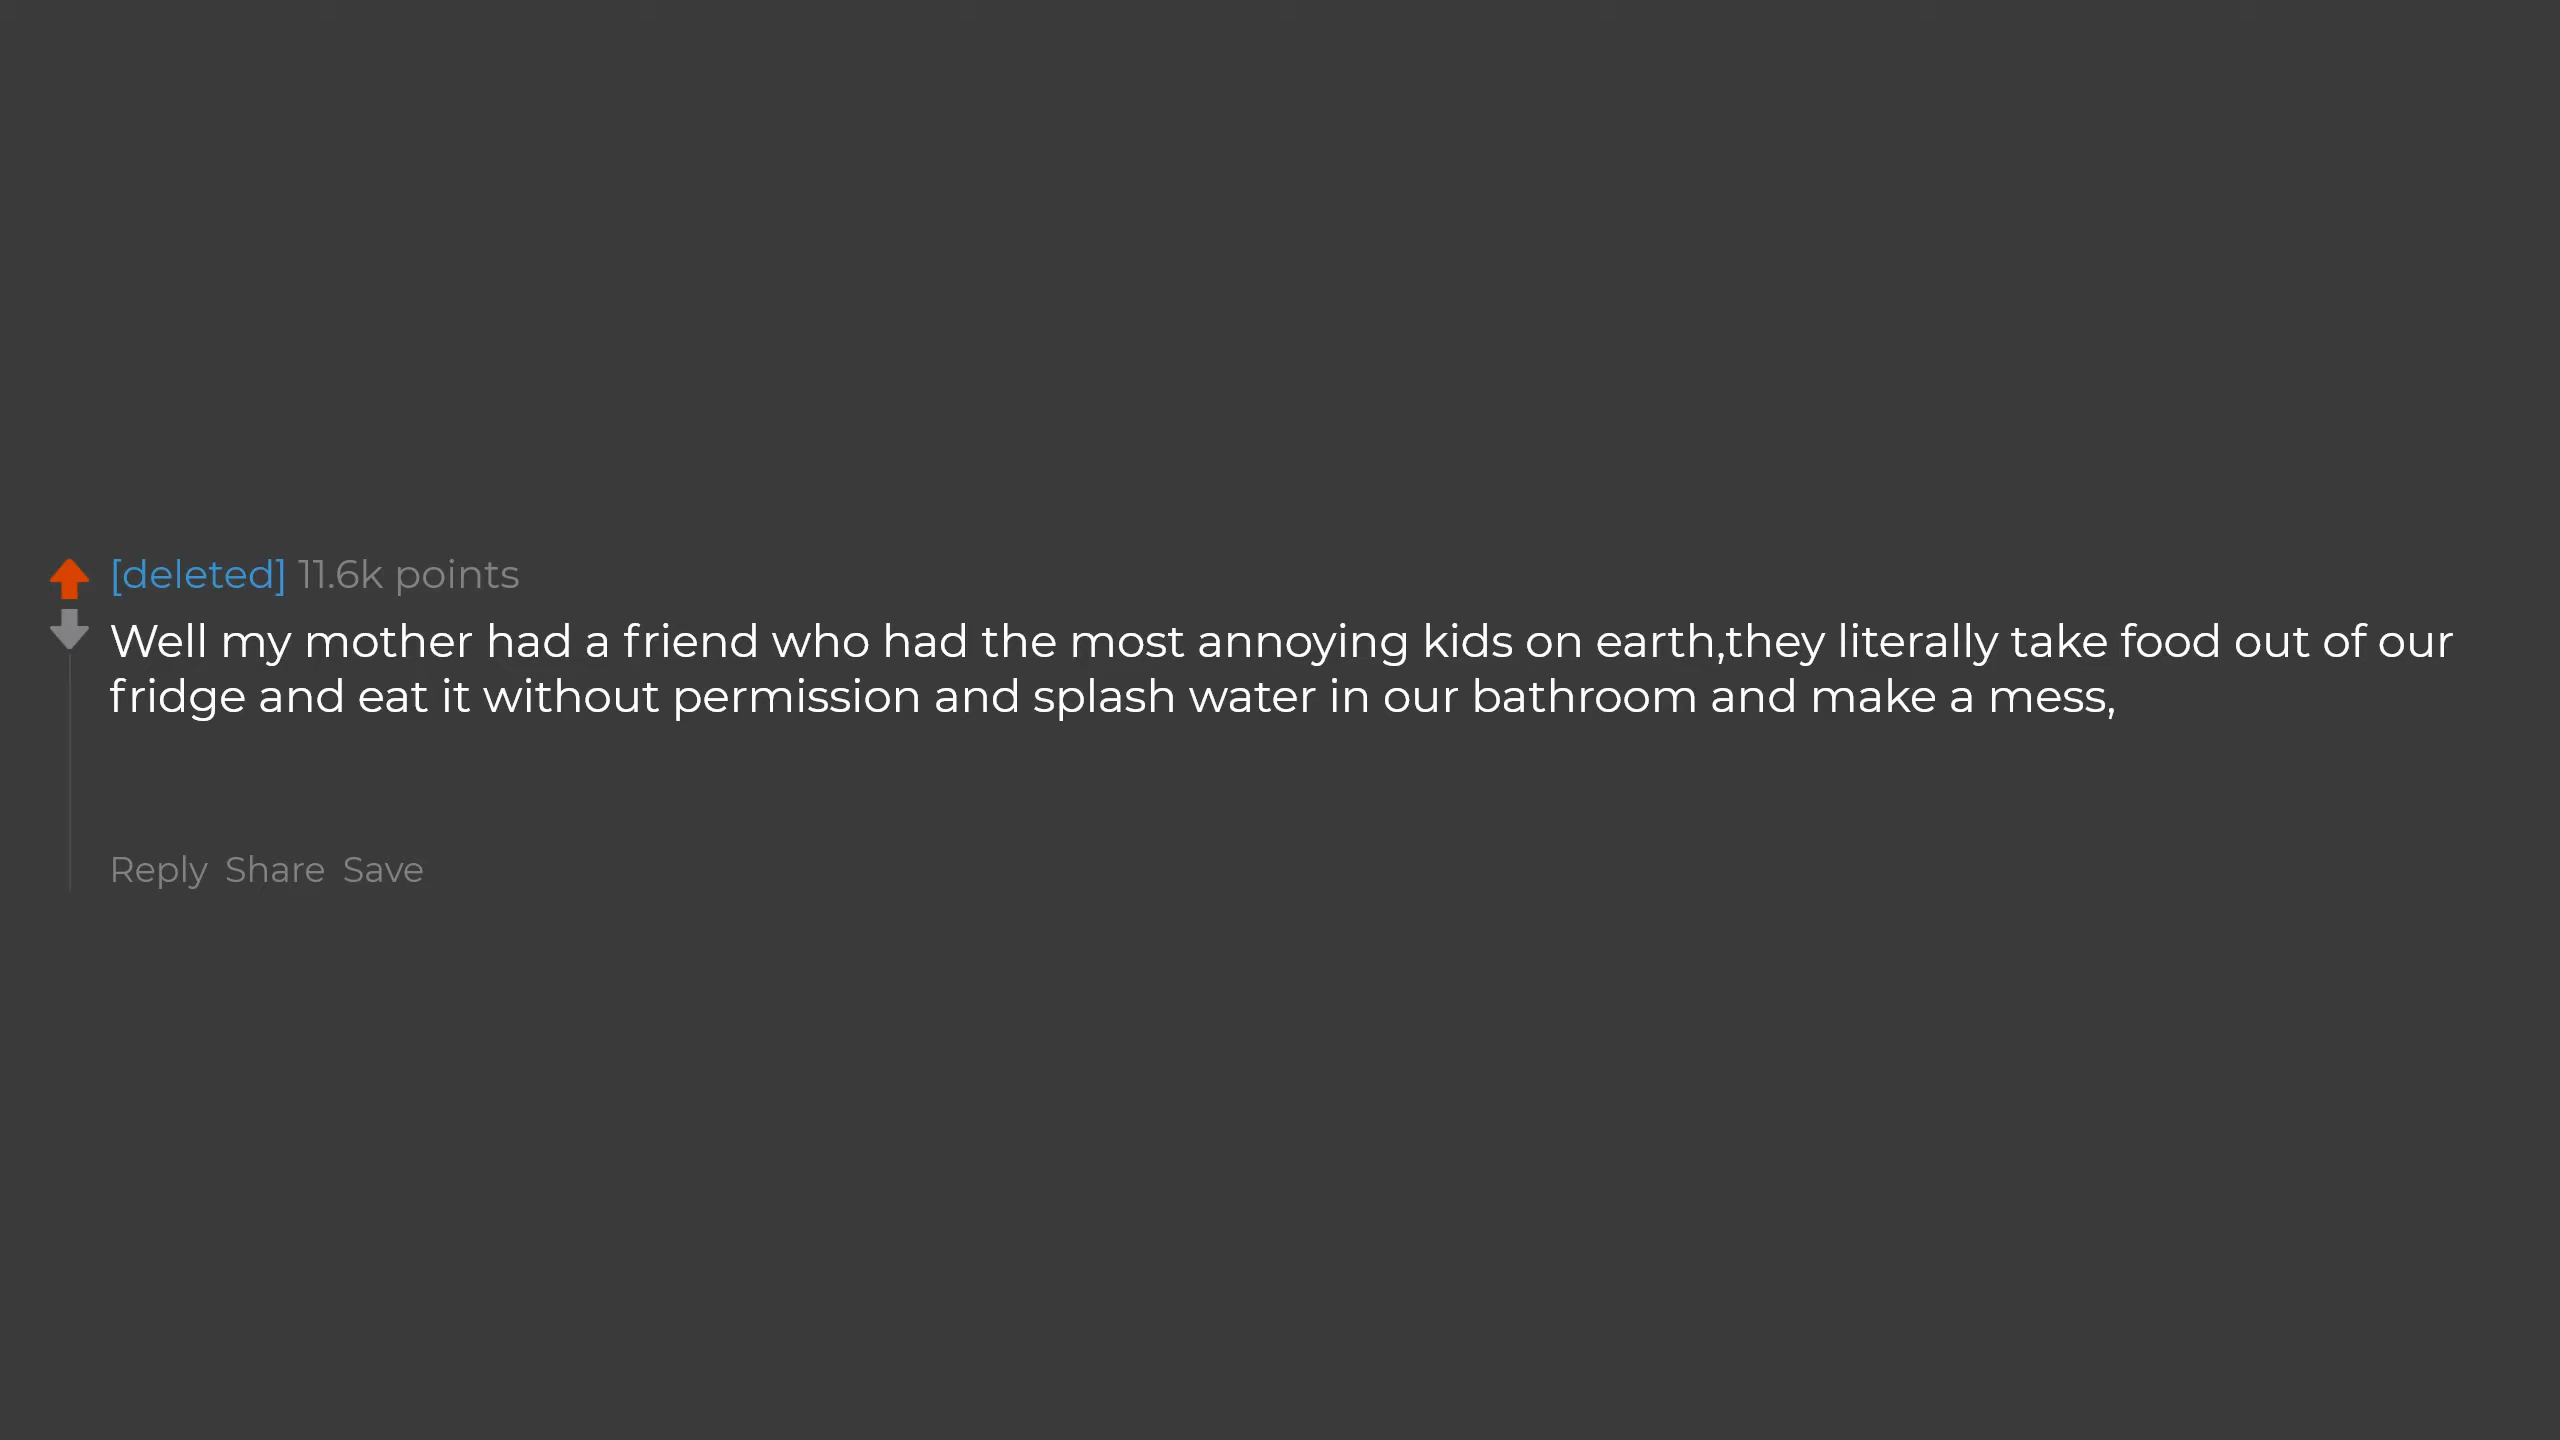 [deleted] 11.6k points
Well my mother had a friend who had the most annoying kids on earth,they literally take food out of our
fridge and eat it without permission and splash water in our bathroom and make a mess,
Reply Share Save